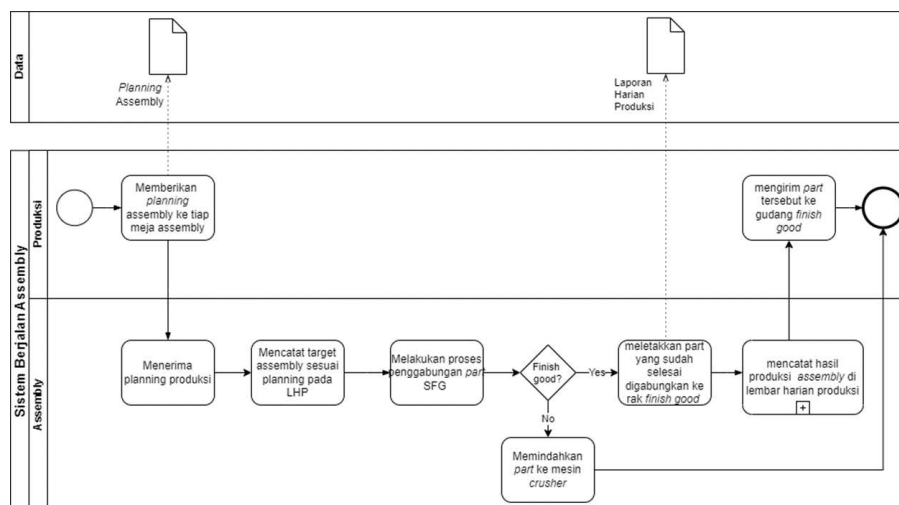 Data
Planning
Assembly
Laporan
Harian
Produksi
Sistem Berjalan Assembly
Produksi
Memberikan
planning
assembly ke tiap
meja assembly
mengirim part
tersebut ke
gudang finish
good
Assembly
Menerima
planning produksi
Mencatat target
assembly sesuai
planning pada
LHP
Melakukan proses
penggabungan part
SFG
Finish
good?
Yes
meletakkan part
yang sudah
selesai
digabungkan ke
rak finish good
mencatat hasil
produksi assembly di
lembar harian produksi
No
Memindahkan
part ke mesin
crusher